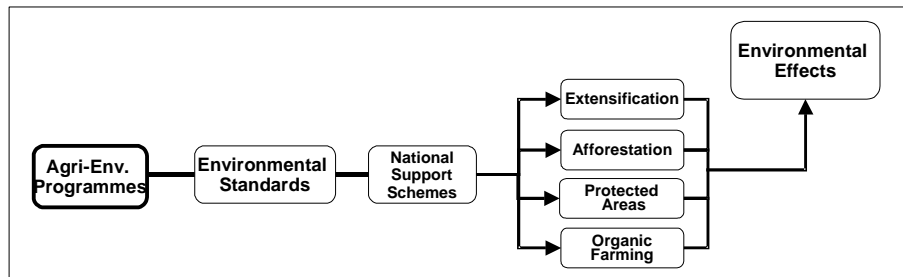 Agri-Env.
Programmes
Environmental
Standards
National
Support
Schemes
Extensification
Afforestation
Protected
Areas
Organic
Farming
Environmental
Effects